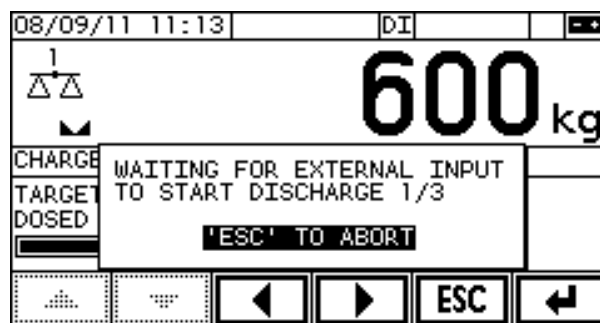 08/09/11 11:13 DI
1
600 kg
CHARGE
WAITING FOR EXTERNAL INPUT
TARGET TO START DISCHARGE 1/3
DOSED
'ESC' TO ABORT
ESC